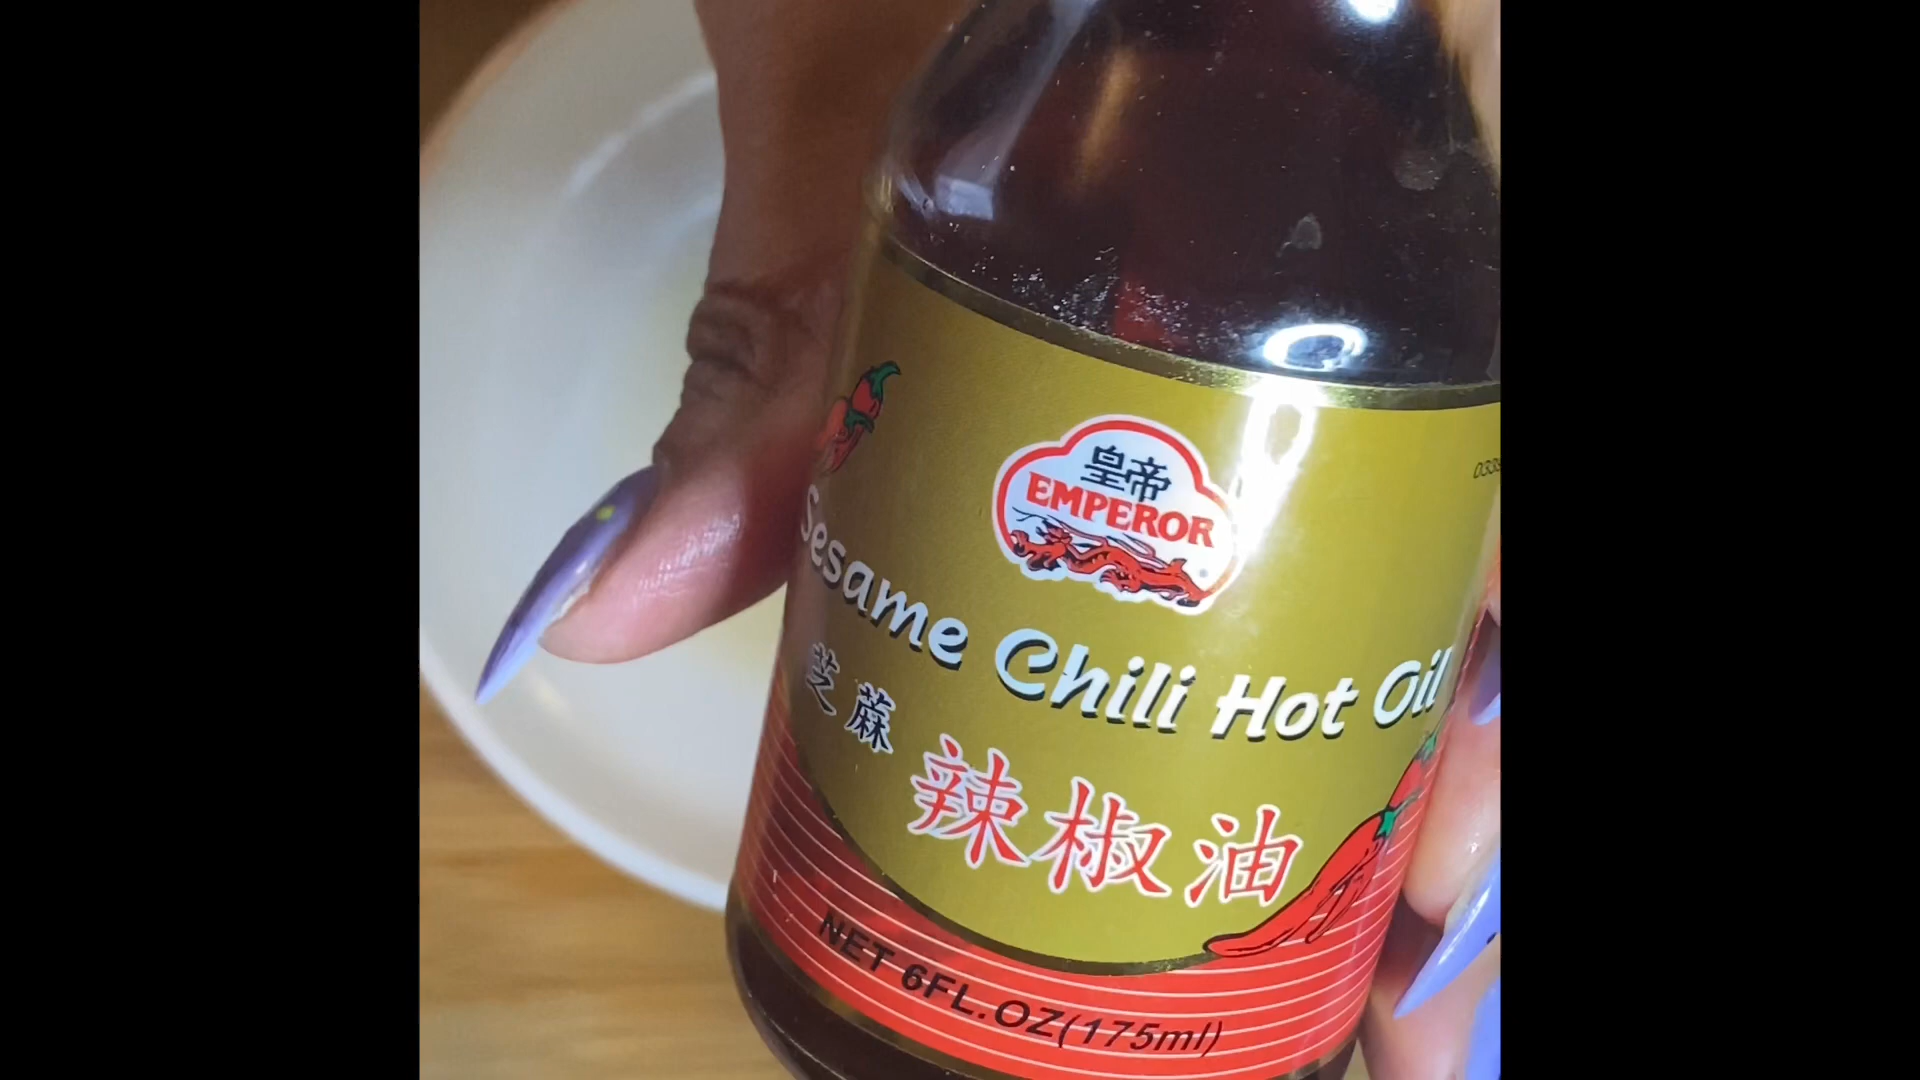 皇帝
EMPEROR
Sesame Chili Hot Oil
芝蔴
辣椒油
NET 6FL.OZ(175ml)